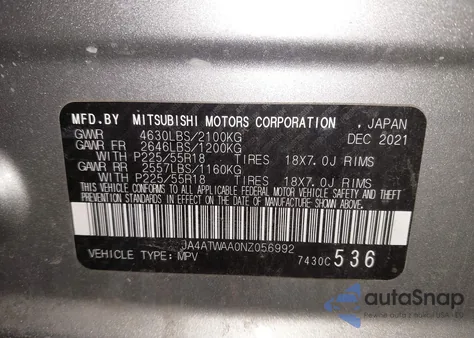 MFD.BY MITSUBISHI MOTORS CORPORATION , JAPAN
GVWR 4630LBS/2100KG DEC 2021
GAWR FR 2646LBS/1200KG
WITH P225/55R18 TIRES 18X7.0J RIMS
GAWR RR 2557LBS/1160KG
WITH P225/55R18 TIRES 18X7.0J RIMS
THIS VEHICLE CONFORMS TO ALL APPLICABLE FEDERAL MOTOR VEHICLE SAFETY, BUMPER, AND THEFT
PREVENTION STANDARDS IN EFFECT ON THE DATE OF MANUFACTURE SHOWN ABOVE.
JA4ATWAA0NZ056992
VEHICLE TYPE: MPV 7430C 536
autoSnap